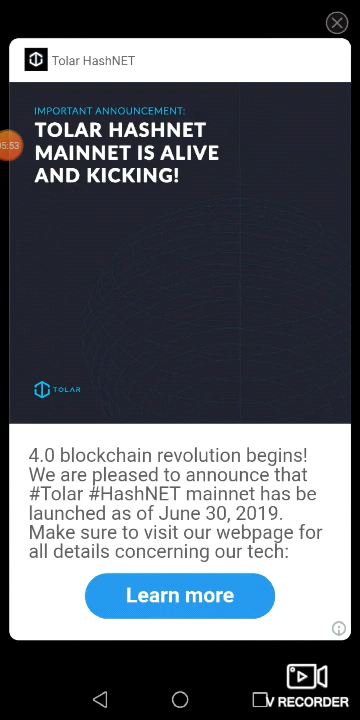 Tolar HashNET
IMPORTANT ANNOUNCEMENT:
TOLAR HASHNET
MAINNET IS ALIVE
AND KICKING!
05:53
TOLAR
4.0 blockchain revolution begins!
We are pleased to announce that
#Tolar #HashNET mainnet has be
launched as of June 30, 2019.
Make sure to visit our webpage for
all details concerning our tech:
Learn more
V RECORDER